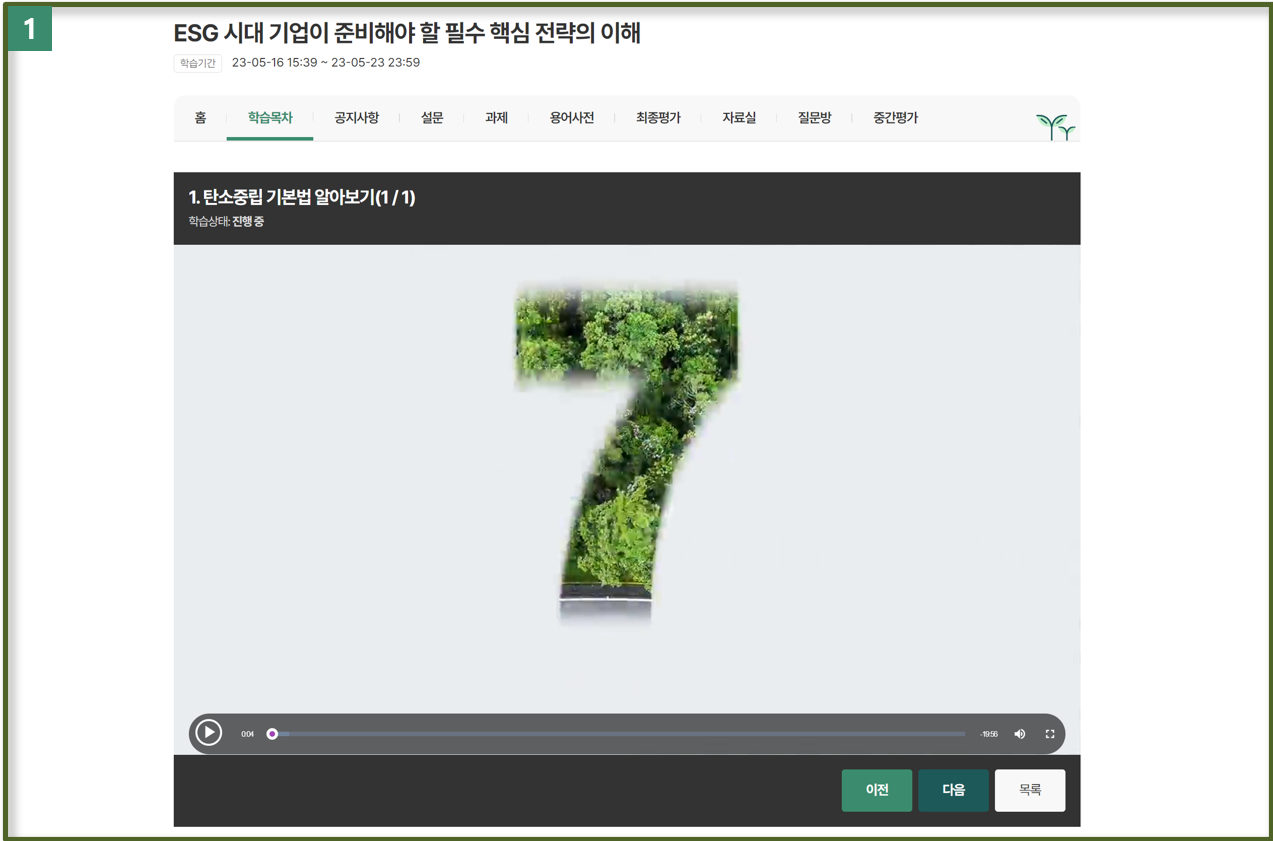 1
ESG 시대 기업이 준비해야 할 필수 핵심 전략의 이해
학습기간 23-05-16 15:39 ~ 23-05-23 23:59
홈 학습목차 공지사항 설문 과제 용어사전 최종평가 자료실 질문방 중간평가
1. 탄소중립 기본법 알아보기(1 / 1)
학습상태: 진행 중
7
0:04 -19:56
이전 다음 목록